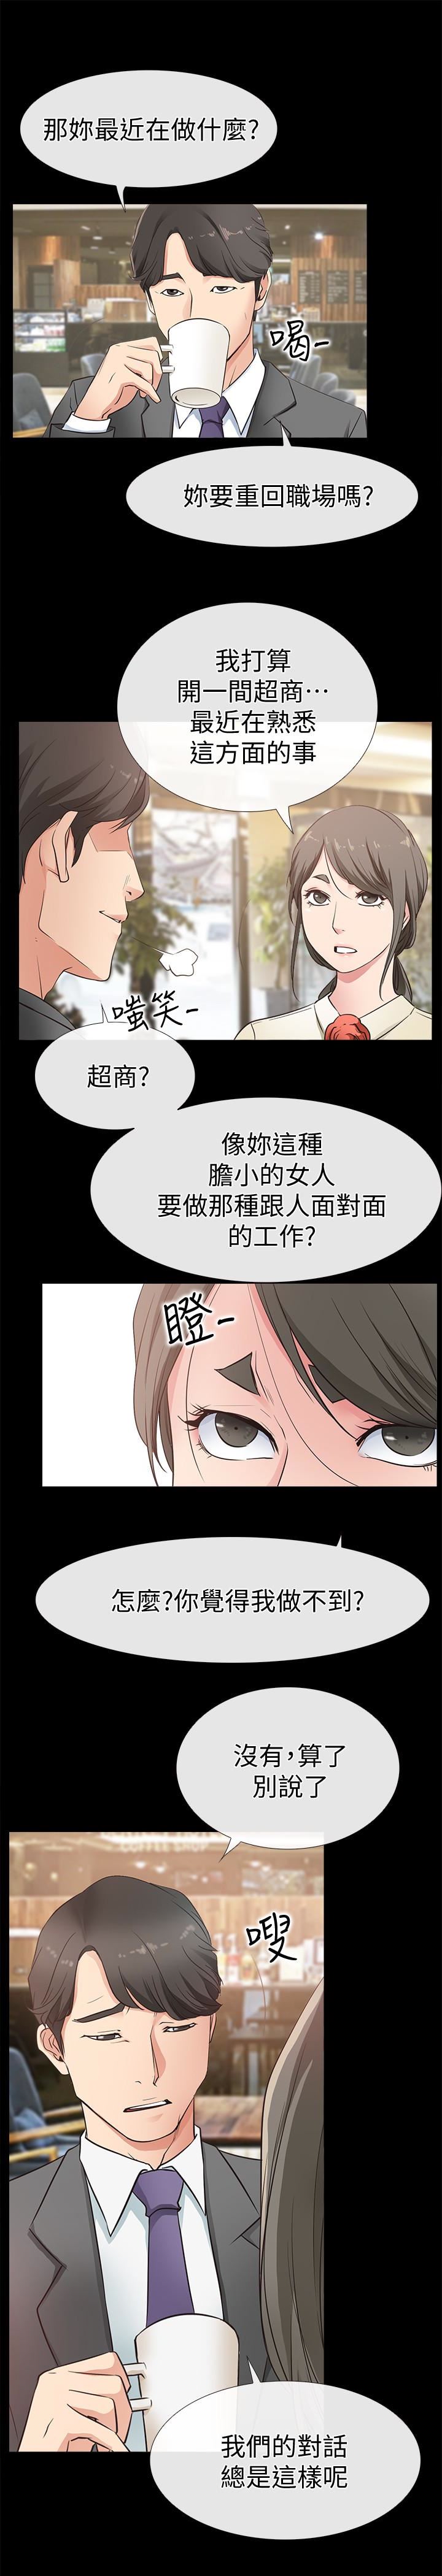 那妳最近在做什麼?
喝-
妳要重回職場嗎?
我打算
開一間超商…
最近在熟悉
這方面的事
嗤笑-
超商?
像妳這種
膽小的女人
要做那種跟人面對面
的工作?
瞪-
怎麼?你覺得我做不到?
沒有,算了
別說了
COFFEE SHOP
嗖
我們的對話
總是這樣呢